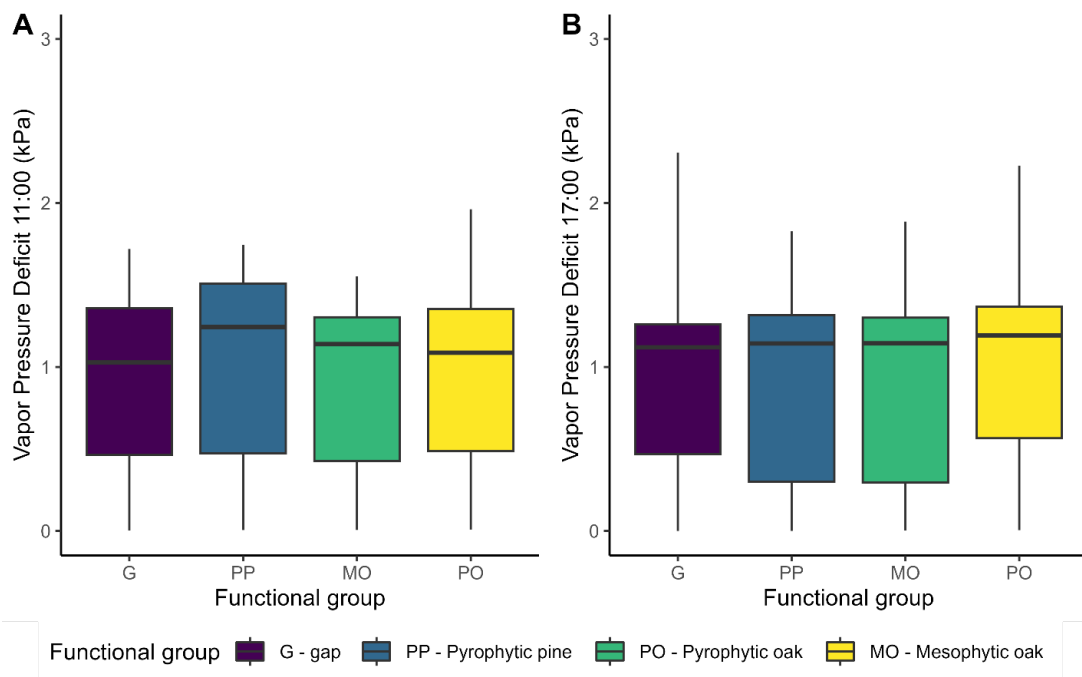 A
Vapor Pressure Deficit 11:00 (kPa)
3
2
1
0
G PP MO PO
Functional group
B
Vapor Pressure Deficit 17:00 (kPa)
3
2
1
0
G PP MO PO
Functional group
Functional group G - gap PP - Pyrophytic pine PO - Pyrophytic oak MO - Mesophytic oak